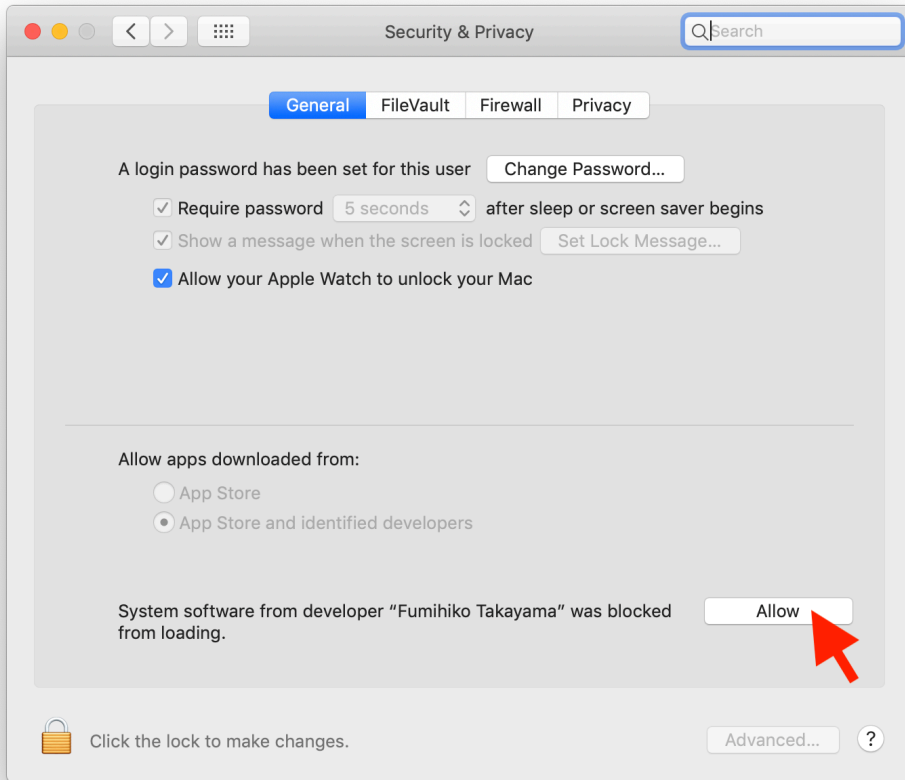 Security & Privacy
Search
General FileVault Firewall Privacy
A login password has been set for this user Change Password...
Require password 5 seconds after sleep or screen saver begins
Show a message when the screen is locked Set Lock Message...
Allow your Apple Watch to unlock your Mac
Allow apps downloaded from:
App Store
App Store and identified developers
System software from developer “Fumihiko Takayama” was blocked
from loading.
Allow
Click the lock to make changes.
Advanced...
?